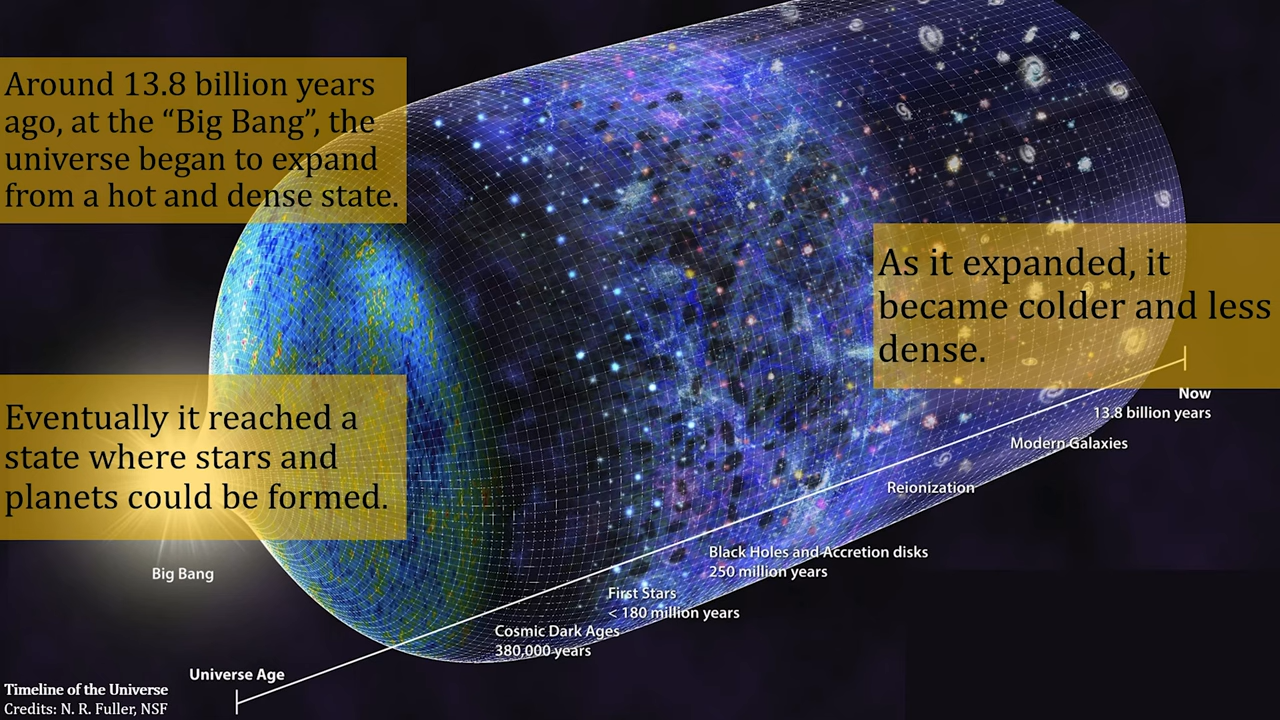 Around 13.8 billion years
ago, at the “Big Bang”, the
universe began to expand
from a hot and dense state.
As it expanded, it
became colder and less
dense.
Eventually it reached a
state where stars and
planets could be formed.
Now
13.8 billion years
Modern Galaxies
Reionization
Black Holes and Accretion disks
250 million years
First Stars
< 180 million years
Cosmic Dark Ages
380,000 years
Big Bang
Universe Age
Timeline of the Universe
Credits: N. R. Fuller, NSF